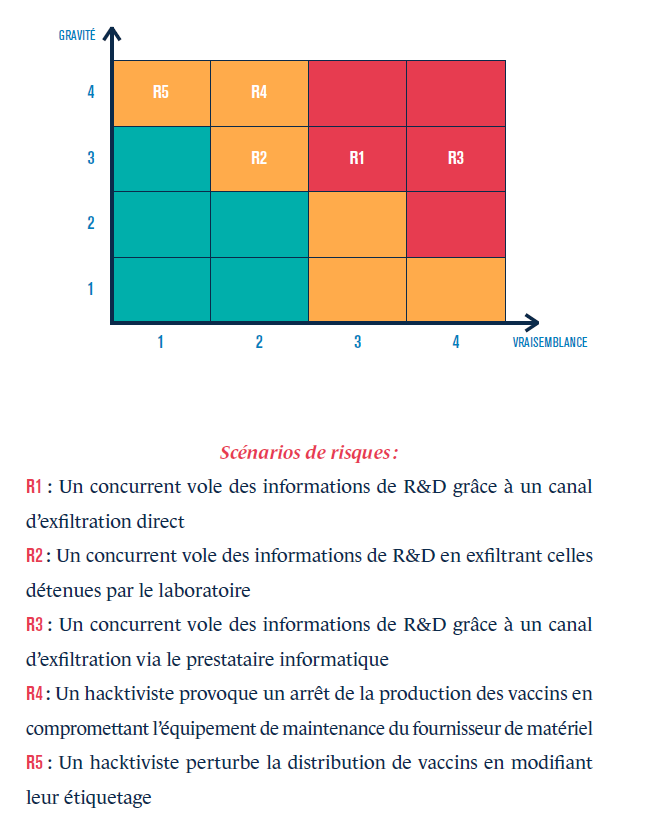 GRAVITÉ
4 R5 R4
3 R2 R1 R3
2
1
1 2 3 4 VRAISEMBLANCE
Scénarios de risques :
R1 : Un concurrent vole des informations de R&D grâce à un canal
d’exfiltration direct
R2 : Un concurrent vole des informations de R&D en exfiltrant celles
détenues par le laboratoire
R3 : Un concurrent vole des informations de R&D grâce à un canal
d’exfiltration via le prestataire informatique
R4 : Un hacktiviste provoque un arrêt de la production des vaccins en
compromettant l’équipement de maintenance du fournisseur de matériel
R5 : Un hacktiviste perturbe la distribution de vaccins en modifiant
leur étiquetage